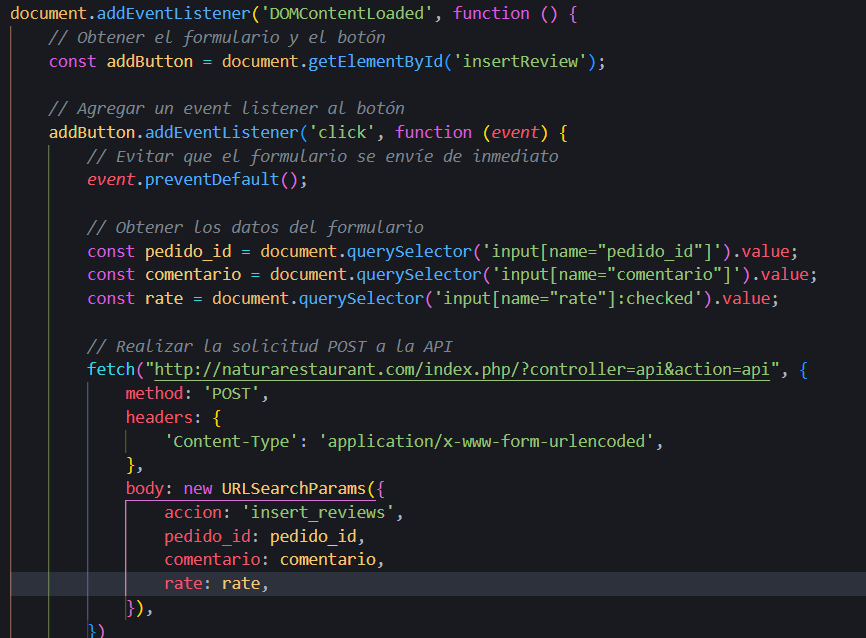 document.addEventListener('DOMContentLoaded', function () {
// Obtener el formulario y el botón
const addButton = document.getElementById('insertReview');
// Agregar un event listener al botón
addButton.addEventListener('click', function (event) {
// Evitar que el formulario se envíe de inmediato
event.preventDefault();
// Obtener los datos del formulario
const pedido_id = document.querySelector('input[name="pedido_id"]').value;
const comentario = document.querySelector('input[name="comentario"]').value;
const rate = document.querySelector('input[name="rate"]:checked').value;
// Realizar la solicitud POST a la API
fetch("http://naturarestaurant.com/index.php/?controller=api&action=api", {
method: 'POST',
headers: {
'Content-Type': 'application/x-www-form-urlencoded',
},
body: new URLSearchParams({
accion: 'insert_reviews',
pedido_id: pedido_id,
comentario: comentario,
rate: rate,
}),
})